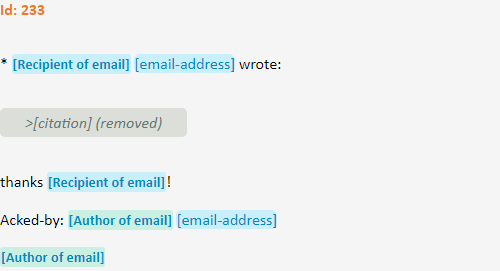 Id: 233
* [Recipient of email] [email-address] wrote:
>[citation] (removed)
thanks [Recipient of email]!
Acked-by: [Author of email] [email-address]
[Author of email]